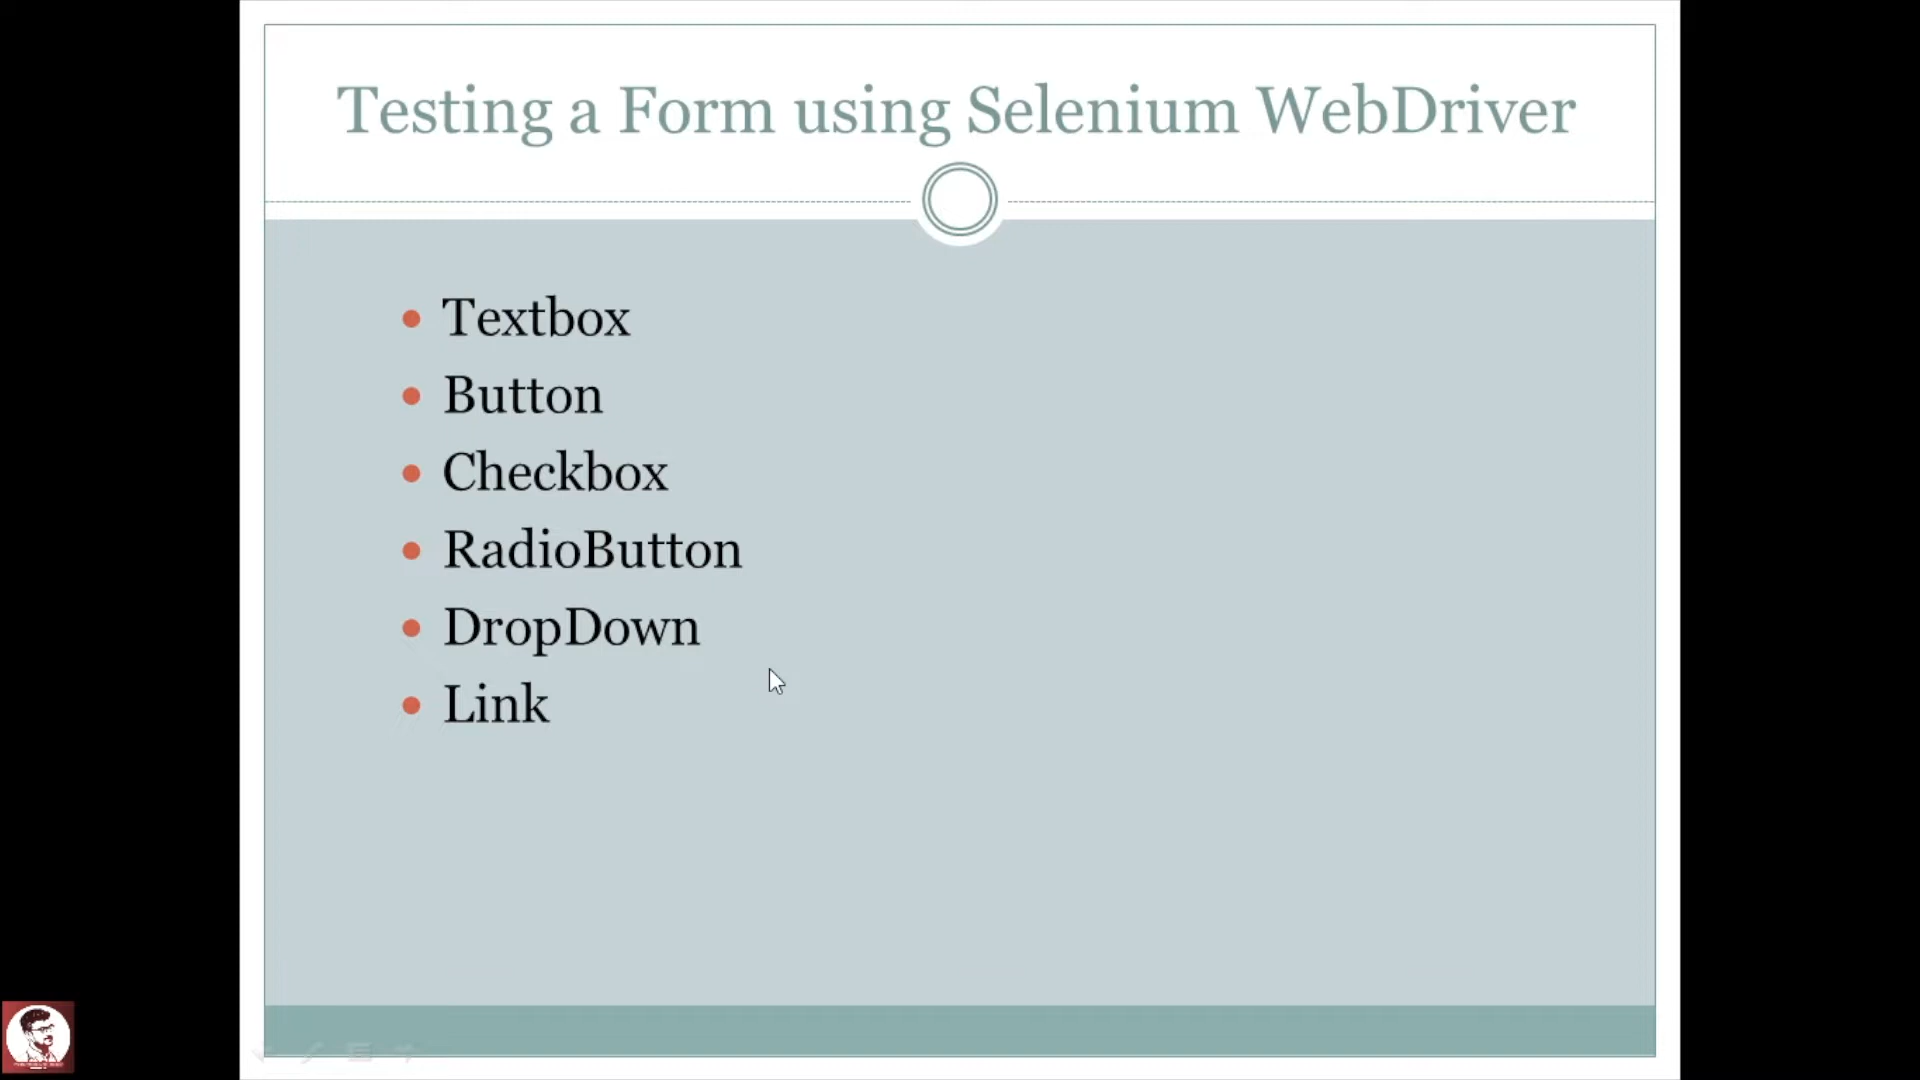 Testing a Form using Selenium WebDriver
Textbox
Button
Checkbox
RadioButton
DropDown
Link